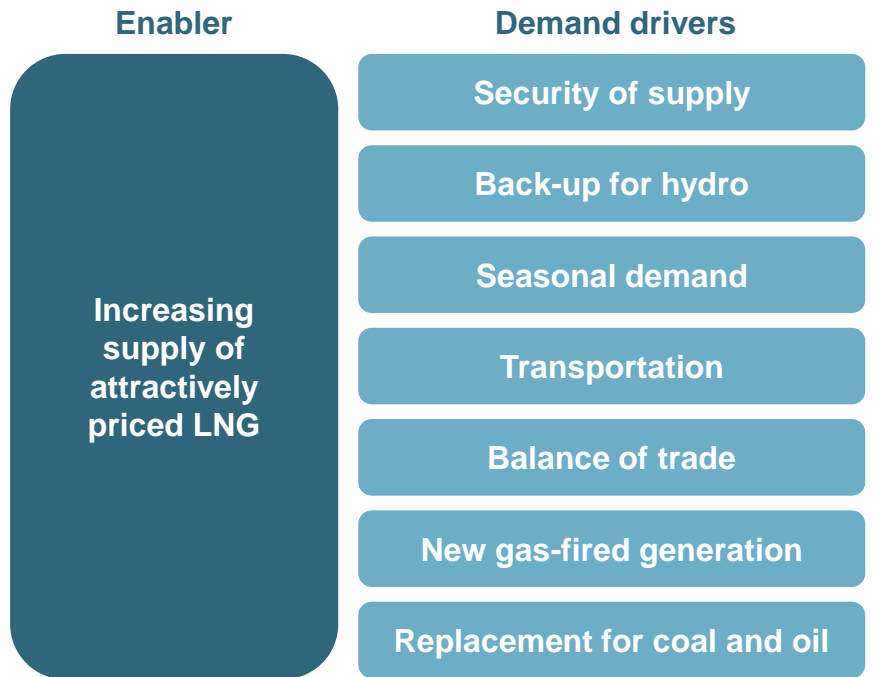 Enabler
Demand drivers
Increasing
supply of
attractively
priced LNG
Security of supply
Back-up for hydro
Seasonal demand
Transportation
Balance of trade
New gas-fired generation
Replacement for coal and oil